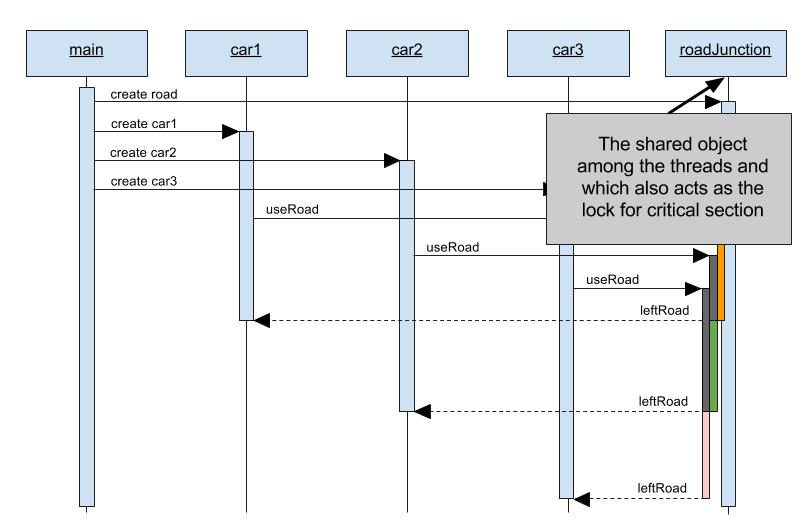 main
car1
car2
car3
roadJunction
create road
create car1
create car2
create car3
The shared object
among the threads and
which also acts as the
lock for critical section
useRoad
useRoad
useRoad
leftRoad
leftRoad
leftRoad